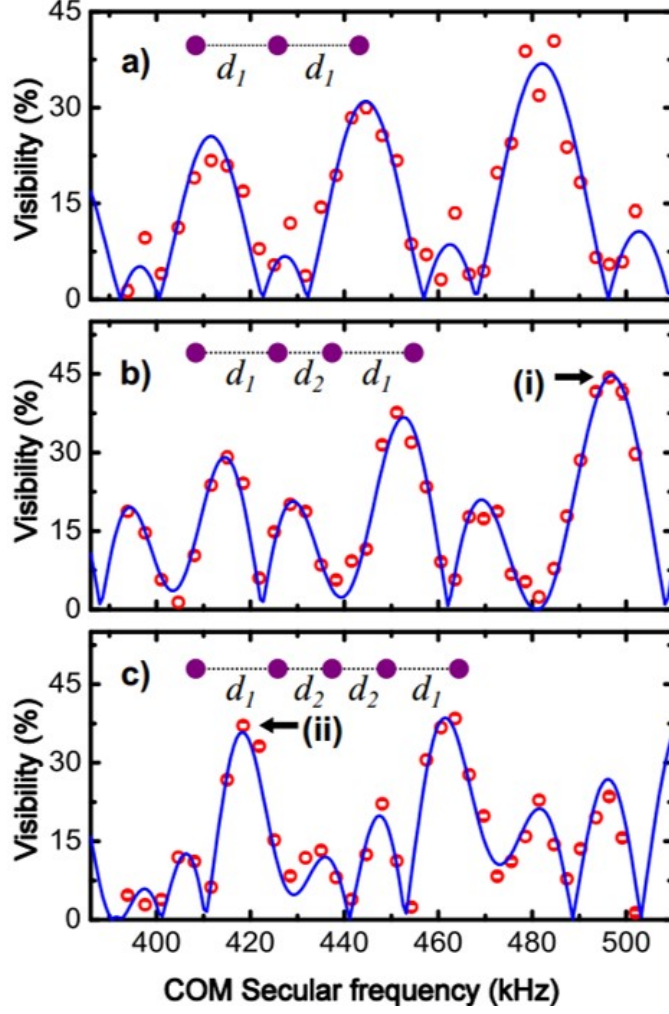 45
a)
d1 d1
30
15
0
Visibility (%)
b)
d1 d2 d1
(i)
45
30
15
0
Visibility (%)
c)
d1 d2 d2 d1
(ii)
45
30
15
0
Visibility (%)
400 420 440 460 480 500
COM Secular frequency (kHz)